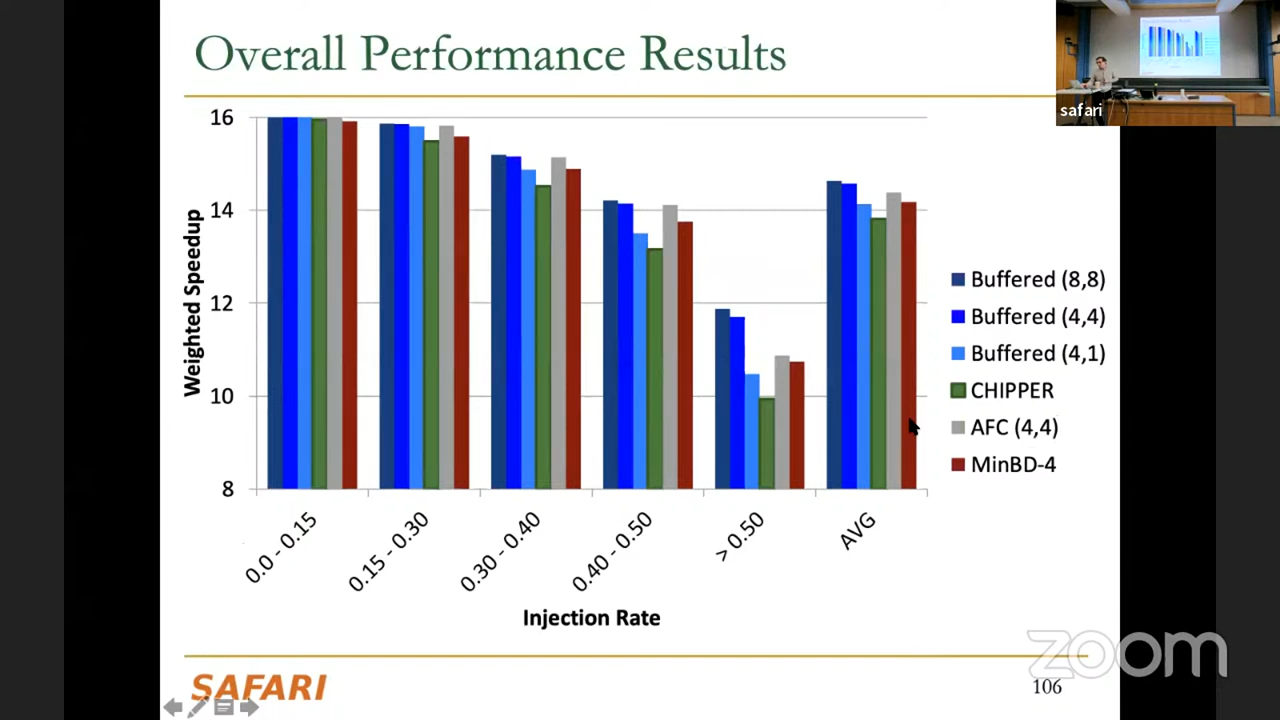 Overall Performance Results
safari
16
14
12
10
8
Weighted Speedup
0.0 - 0.15
0.15 - 0.30
0.30 - 0.40
0.40 - 0.50
> 0.50
AVG
Injection Rate
Buffered (8,8)
Buffered (4,4)
Buffered (4,1)
CHIPPER
AFC (4,4)
MinBD-4
SAFARI
106
zoom